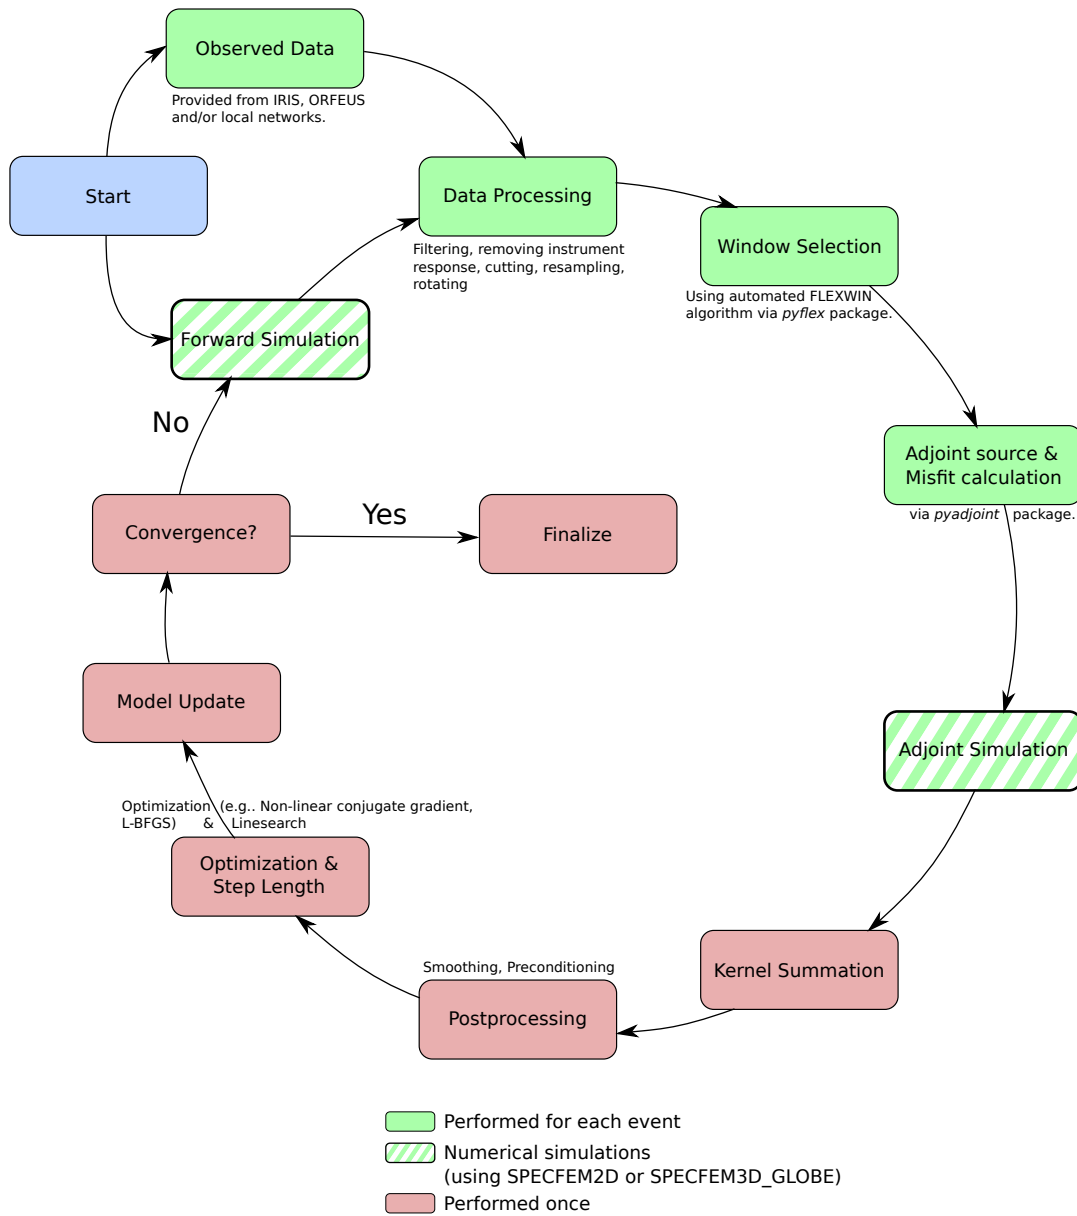 Observed Data
Provided from IRIS, ORFEUS
and/or local networks.
Start
Data Processing
Filtering, removing instrument
response, cutting, resampling,
rotating
Window Selection
Using automated FLEXWIN
algorithm via pyflex package.
Forward Simulation
No
Adjoint source &
Misfit calculation
via pyadjoint package.
Convergence?
Yes
Finalize
Model Update
Adjoint Simulation
Optimization (e.g.. Non-linear conjugate gradient,
L-BFGS) & Linesearch
Optimization &
Step Length
Kernel Summation
Smoothing, Preconditioning
Postprocessing
Performed for each event
Numerical simulations
(using SPECFEM2D or SPECFEM3D_GLOBE)
Performed once